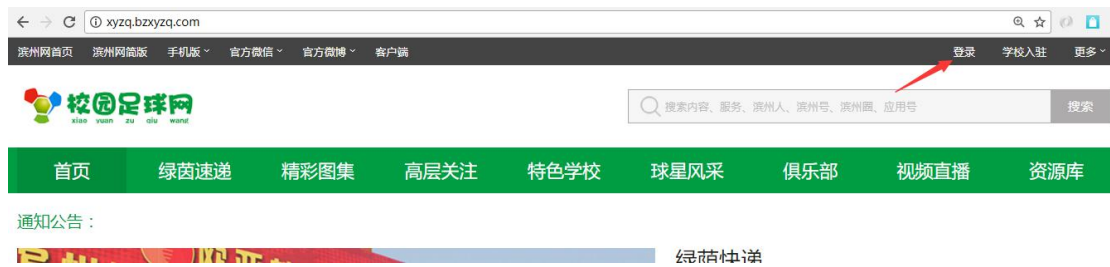 xyzq.bzxyzq.com
滨州网首页 滨州网简版 手机版 官方微信 官方微博 客户端 登录 学校入驻 更多
校园足球网
xiao yuan zu qiu wang
搜索内容、服务、滨州人、滨州号、滨州圈、应用号 搜索
首页 绿茵速递 精彩图集 高层关注 特色学校 球星风采 俱乐部 视频直播 资源库
通知公告：
绿茵快递